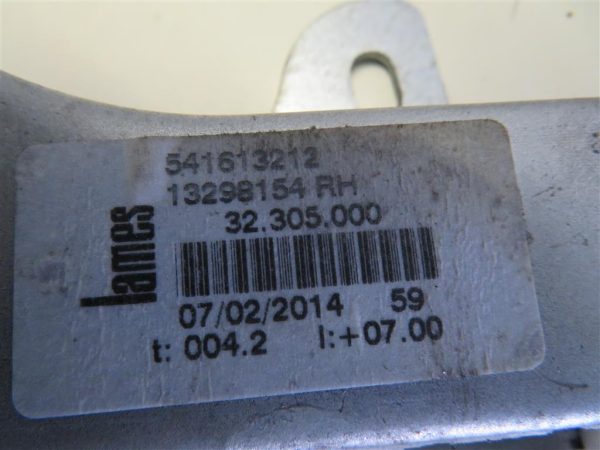 541613212
13298154 RH
32.305.000
lames
07/02/2014 59
t: 004.2 l:+07.00